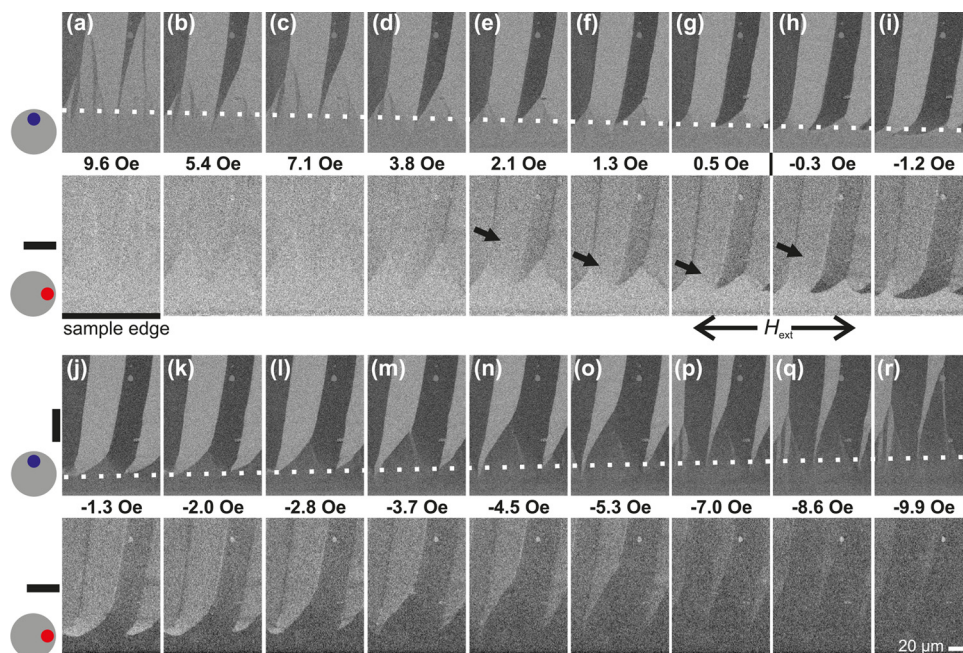 (a) (b) (c) (d) (e) (f) (g) (h) (i)
9.6 Oe 5.4 Oe 7.1 Oe 3.8 Oe 2.1 Oe 1.3 Oe 0.5 Oe -0.3 Oe -1.2 Oe
sample edge
Hext
(j) (k) (l) (m) (n) (o) (p) (q) (r)
-1.3 Oe -2.0 Oe -2.8 Oe -3.7 Oe -4.5 Oe -5.3 Oe -7.0 Oe -8.6 Oe -9.9 Oe
20 µm